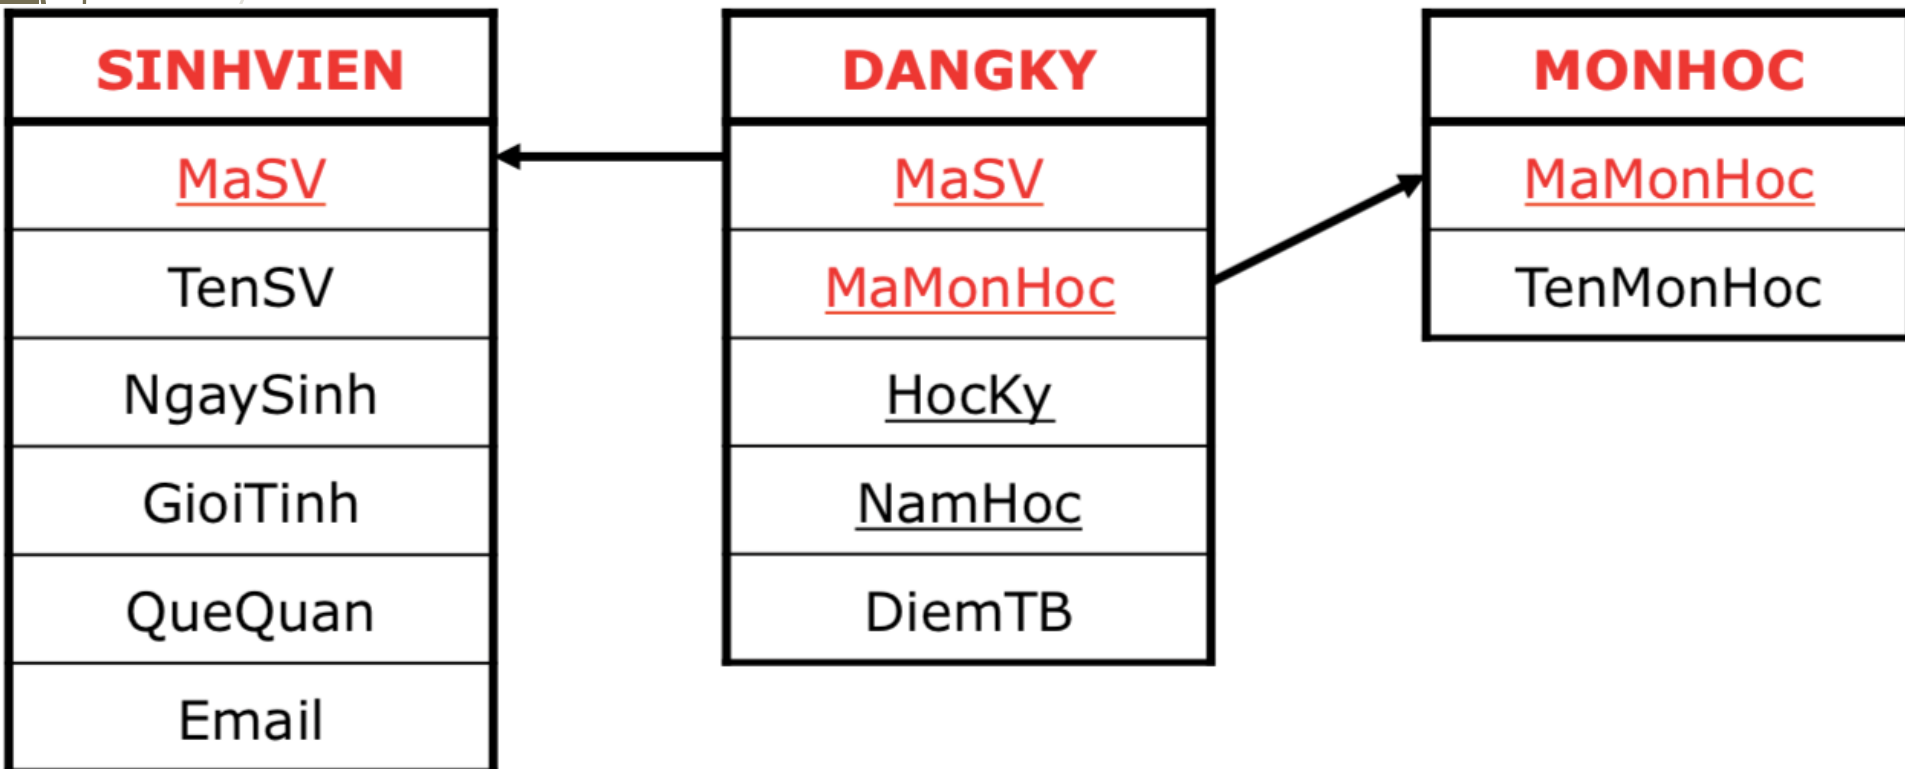 SINHVIEN
MaSV
TenSV
NgaySinh
GioiTinh
QueQuan
Email
DANGKY
MaSV
MaMonHoc
HocKy
NamHoc
DiemTB
MONHOC
MaMonHoc
TenMonHoc